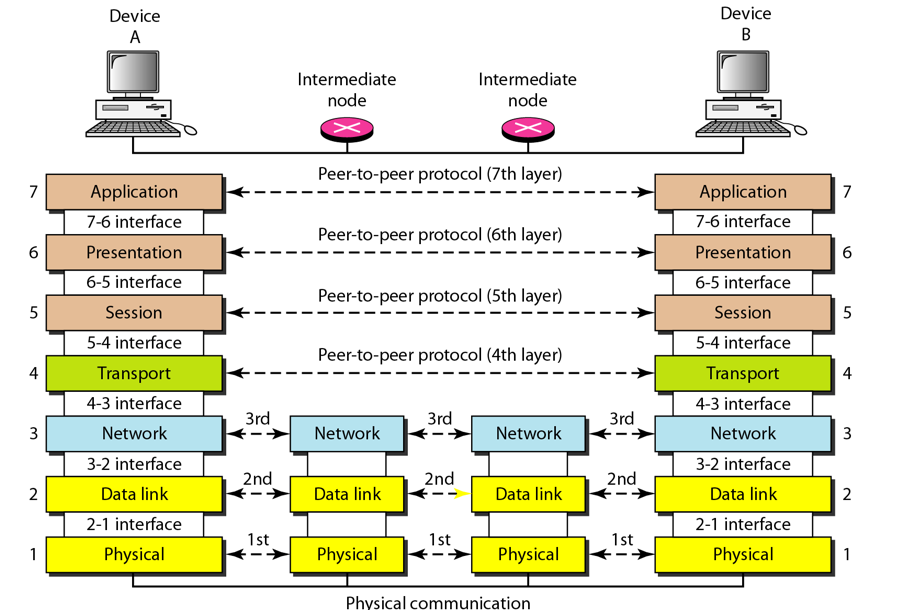 Device
A
Device
B
Intermediate
node
Intermediate
node
Peer-to-peer protocol (7th layer)
7 Application Application 7
7-6 interface 7-6 interface
Peer-to-peer protocol (6th layer)
6 Presentation Presentation 6
6-5 interface 6-5 interface
Peer-to-peer protocol (5th layer)
5 Session Session 5
5-4 interface 5-4 interface
Peer-to-peer protocol (4th layer)
4 Transport Transport 4
4-3 interface 4-3 interface
3rd 3rd 3rd
3 Network Network Network Network 3
3-2 interface 3-2 interface
2nd 2nd 2nd
2 Data link Data link Data link Data link 2
2-1 interface 2-1 interface
1st 1st 1st
1 Physical Physical Physical Physical 1
Physical communication